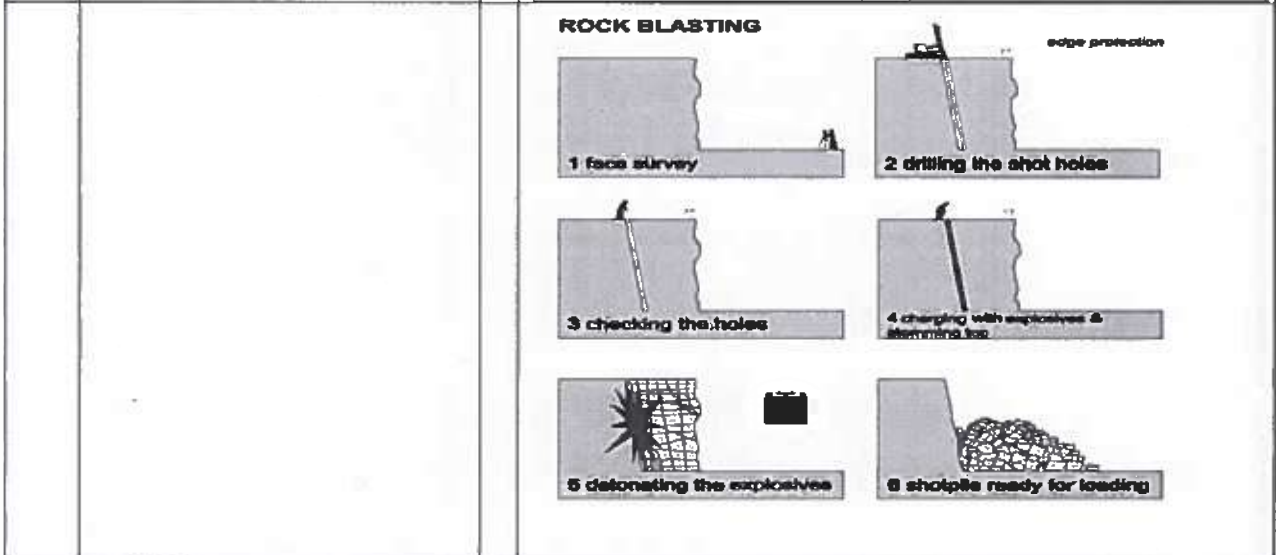 ROCK BLASTING
edge protection
1 face survey
2 drilling the shot holes
3 checking the holes
4 charging with explosives &
stemming top
5 detonating the explosives
6 shotpile ready for loading